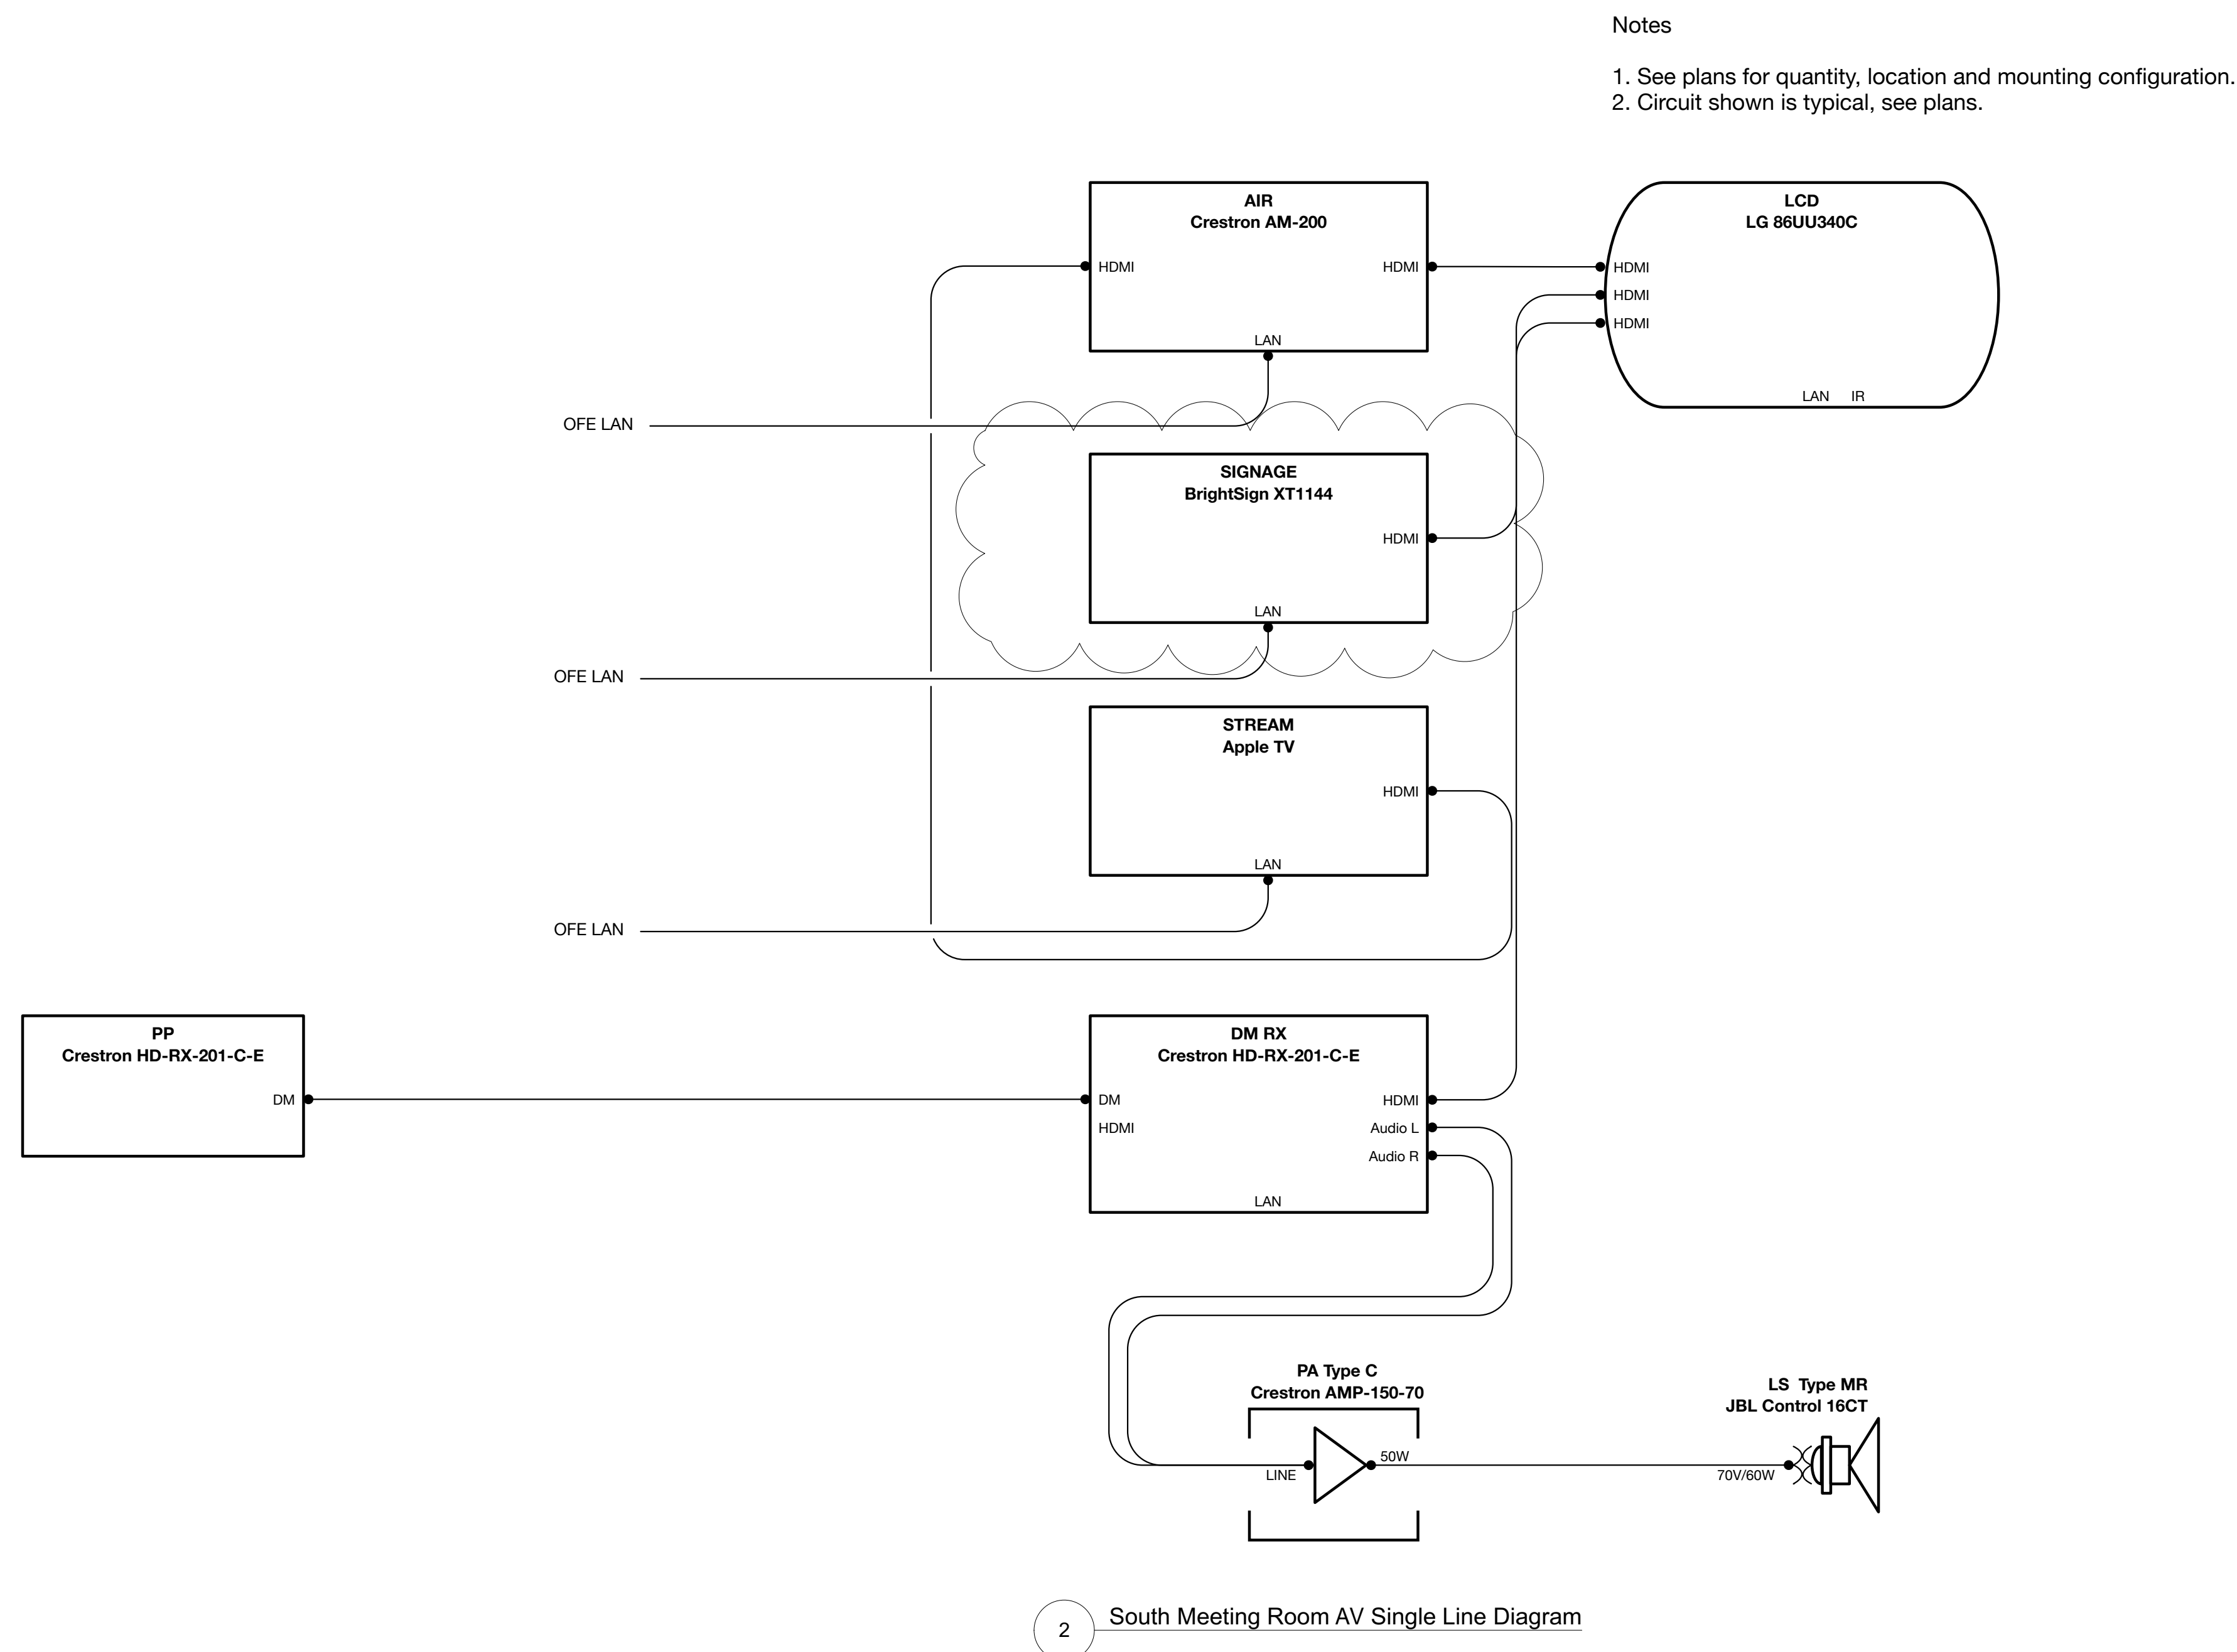 Notes
1. See plans for quantity, location and mounting configuration.
2. Circuit shown is typical, see plans.
AIR
Crestron AM-200
HDMI
HDMI
LAN
LCD
LG 86UU340C
HDMI
HDMI
HDMI
LAN
IR
OFE LAN
SIGNAGE
BrightSign XT1144
HDMI
LAN
OFE LAN
STREAM
Apple TV
HDMI
LAN
OFE LAN
PP
Crestron HD-RX-201-C-E
DM
DM RX
Crestron HD-RX-201-C-E
DM
HDMI
HDMI
Audio L
Audio R
LAN
PA Type C
Crestron AMP-150-70
LINE
50W
LS Type MR
JBL Control 16CT
70V/60W
2
South Meeting Room AV Single Line Diagram